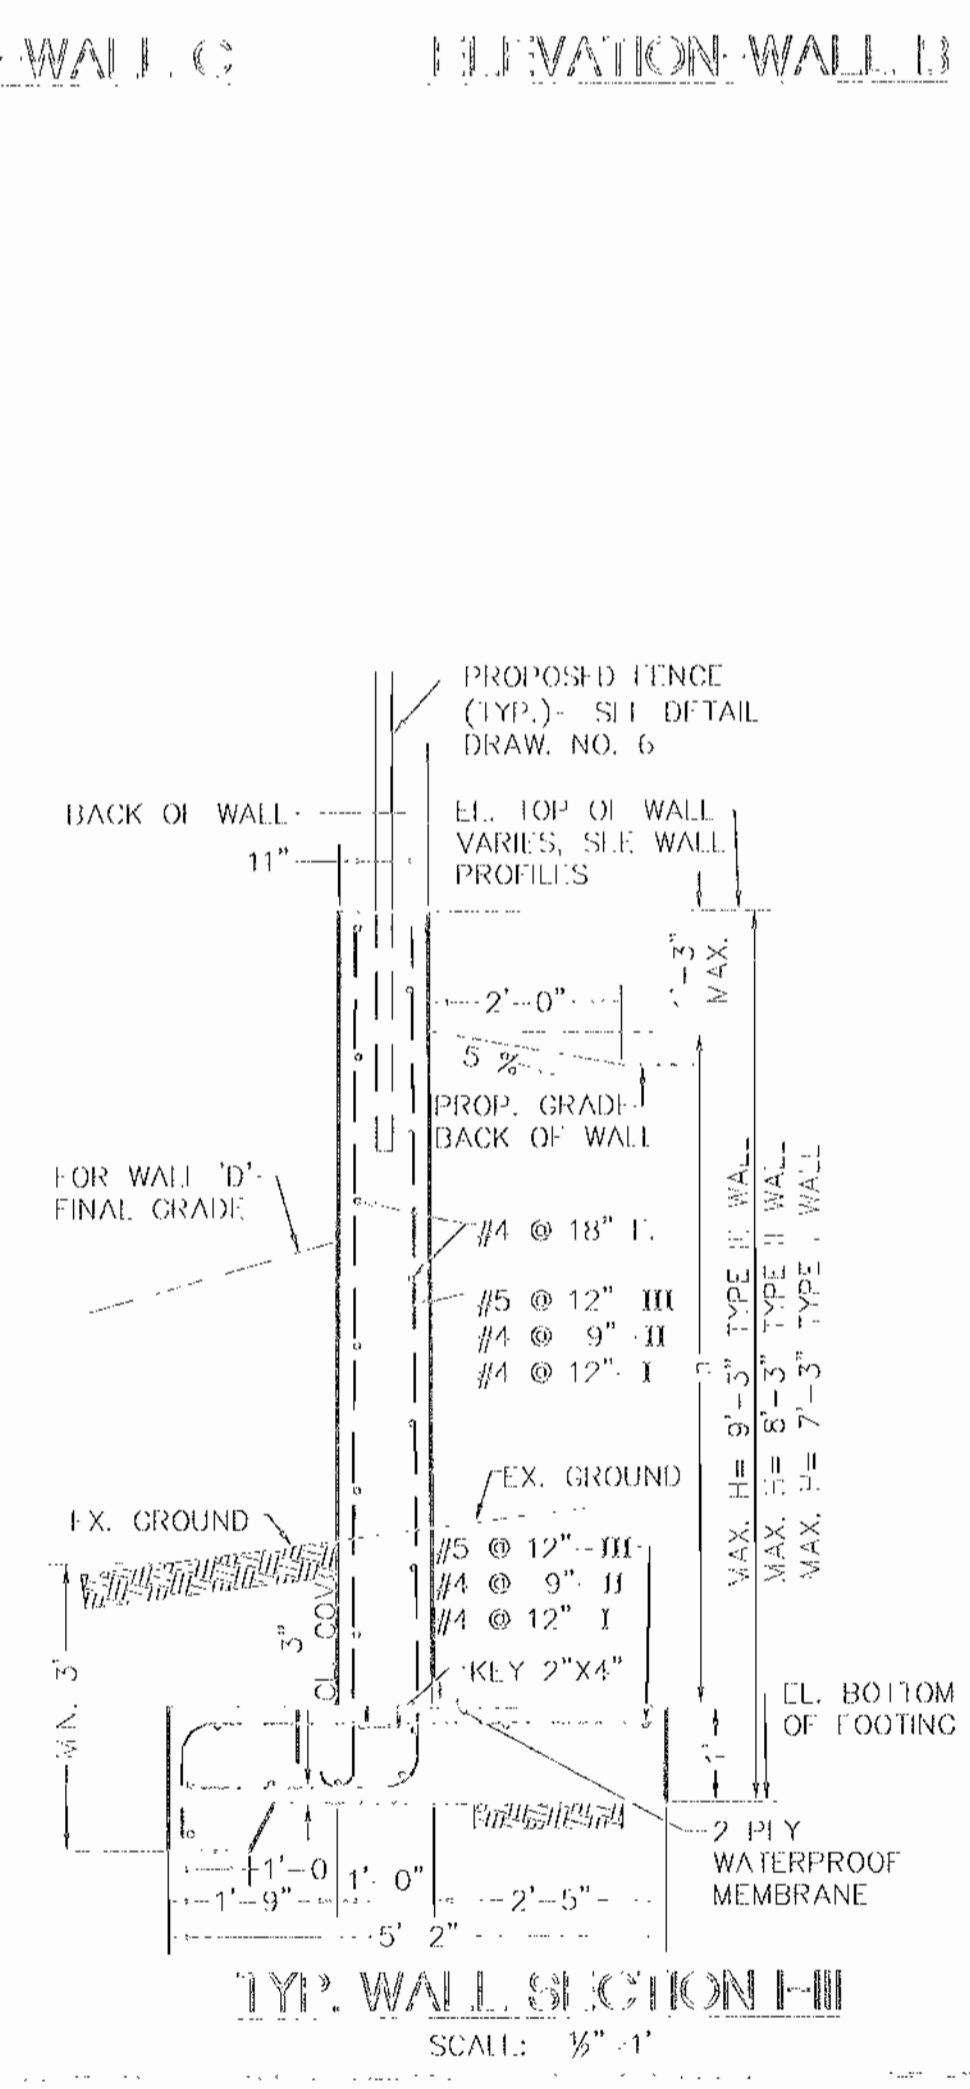 WALL C
ELEVATION-WALL B
PROPOSED FENCE
(TYP.)- SEE DETAIL
DRAW. NO. 6
BACK OF WALL
EL. TOP OF WALL
VARIES, SEE WALL
PROFILES
11"
MAX.
2'-0"
5 %
PROP. GRADE
BACK OF WALL
FOR WALL 'D'-
FINAL GRADE
#4 @ 18"
#5 @ 12" III
#4 @ 9" II
#4 @ 12" I
MAX. H= 9'-3" TYPE III WALL
MAX. H= 8'-3" TYPE II WALL
MAX. H= 7'-3" TYPE I WALL
EX. GROUND
EX. GROUND
#5 @ 12" III
#4 @ 9" II
#4 @ 12" I
3"
CL. COV
KEY 2"X4"
MIN. 3'
EL. BOTTOM
OF FOOTING
1'
2 PLY
WATERPROOF
MEMBRANE
1'-0
1'-9"
1'-0"
2'-5"
5' 2"
TYP. WALL SECTION I-III
SCALE: ½" 1'